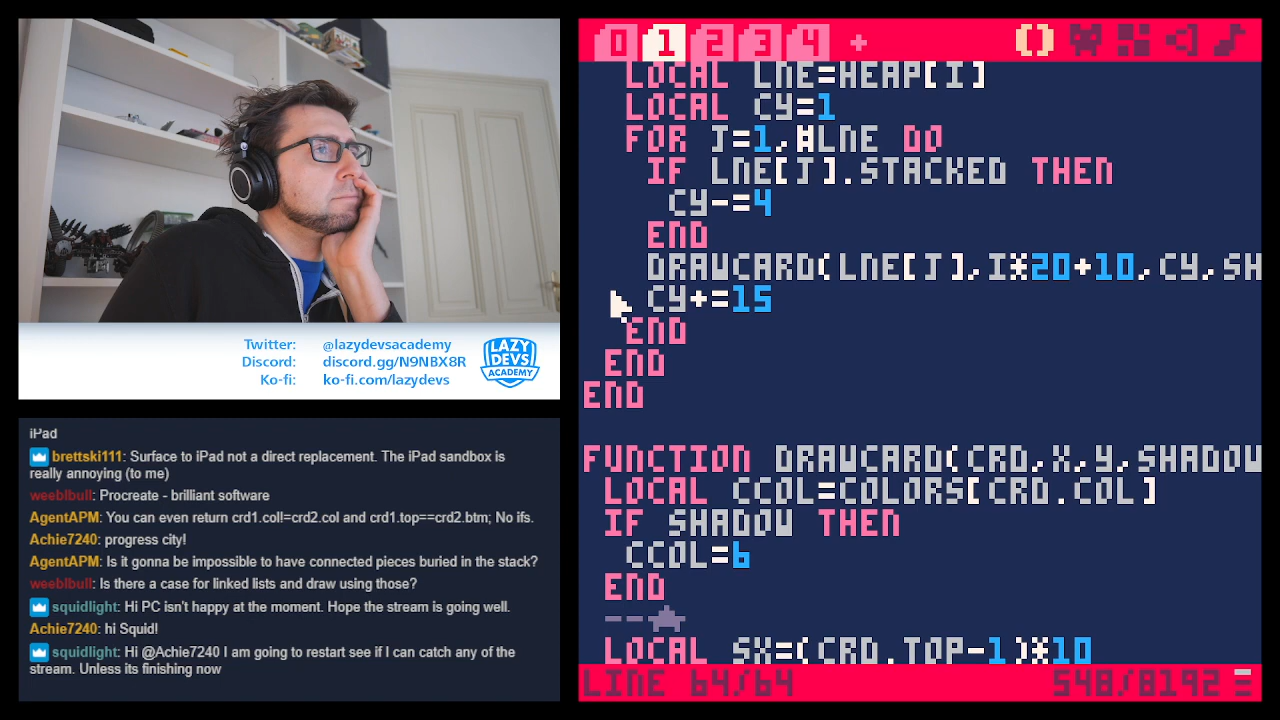 Twitter: @lazydevsacademy
Discord: discord.gg/N9NBX8R
Ko-fi: ko-fi.com/lazydevs
LAZY
DEVS
ACADEMY
iPad
brettski111: Surface to iPad not a direct replacement. The iPad sandbox is
really annoying (to me)
weeblbull: Procreate - brilliant software
AgentAPM: You can even return crd1.col!=crd2.col and crd1.top==crd2.btm; No ifs.
Achie7240: progress city!
AgentAPM: Is it gonna be impossible to have connected pieces buried in the stack?
weeblbull: Is there a case for linked lists and draw using those?
squidlight: Hi PC isn't happy at the moment. Hope the stream is going well.
Achie7240: hi Squid!
squidlight: Hi @Achie7240 I am going to restart see if I can catch any of the
stream. Unless its finishing now
0 1 2 3 4 +
LOCAL LNE=HEAP[I]
LOCAL CY=1
FOR J=1,#LNE DO
IF LNE[J].STACKED THEN
CY-=4
END
DRAWCARD(LNE[J],I*20+10,CY,SH
CY+=15
END
END
END
FUNCTION DRAWCARD(CRD,X,Y,SHADOW
LOCAL CCOL=COLORS[CRD.COL]
IF SHADOW THEN
CCOL=6
END
--
LOCAL SX=(CRD.TOP-1)*10
LINE 64/64 548/8192